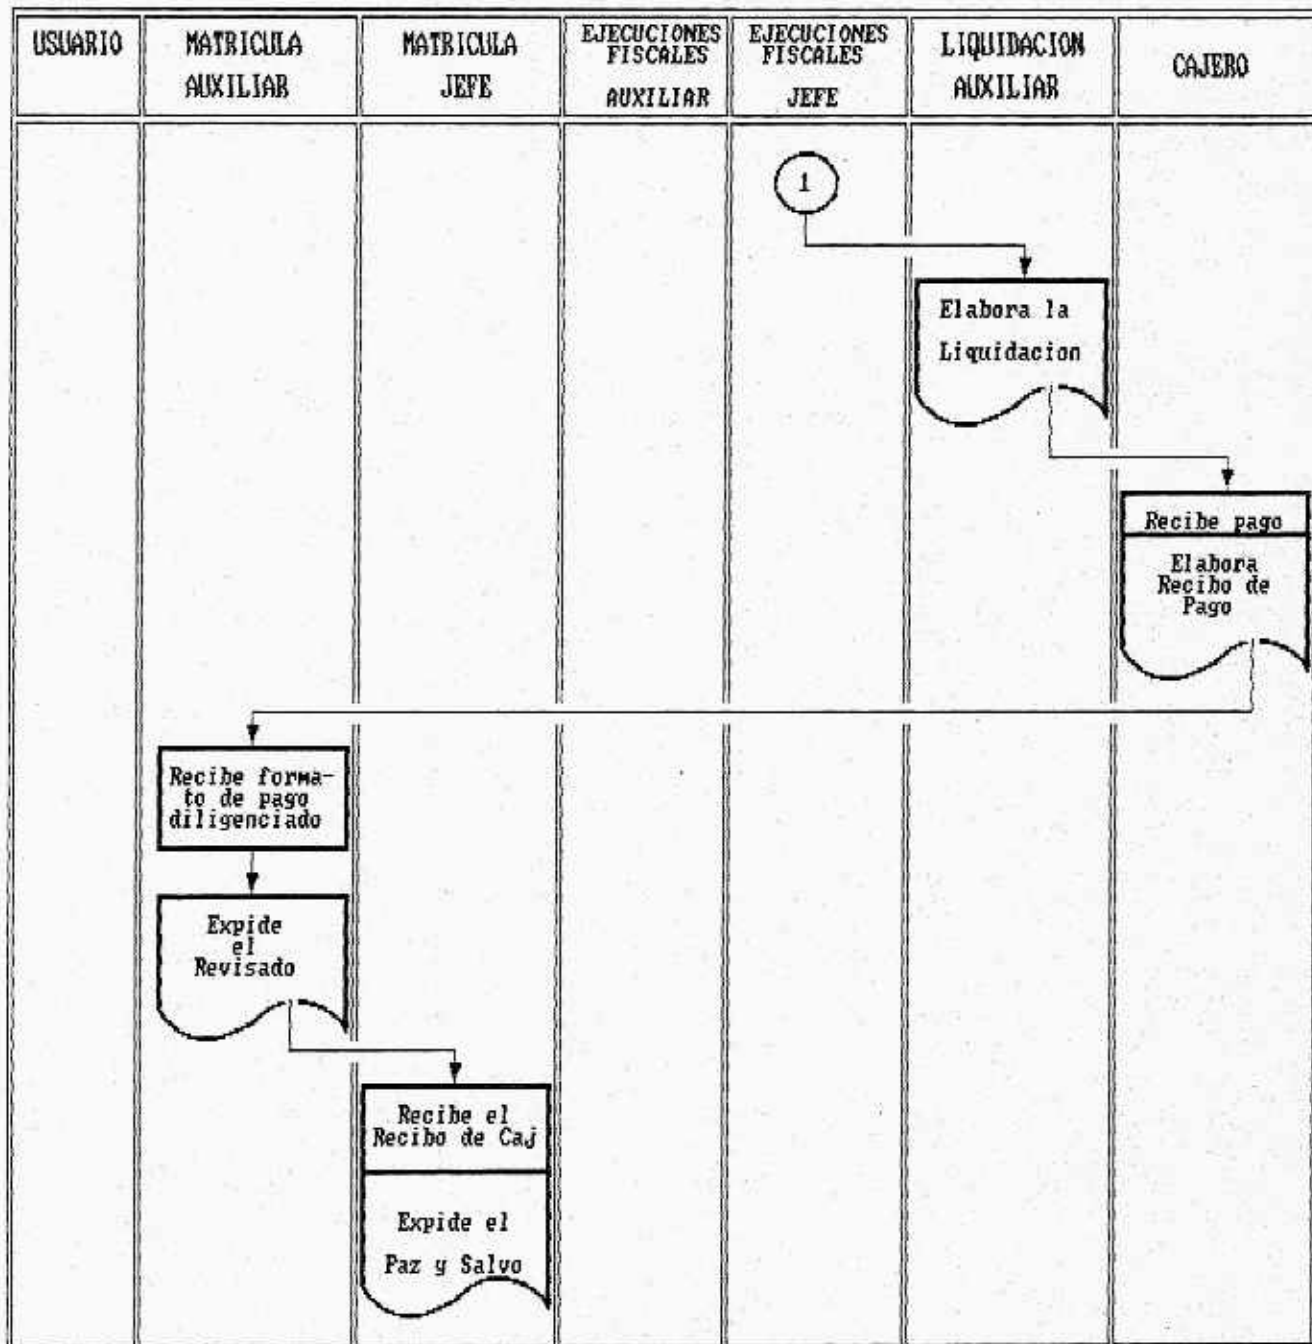 USUARIO
MATRICULA
AUXILIAR
MATRICULA
JEFE
EJECUCIONES
FISCALES
AUXILIAR
EJECUCIONES
FISCALES
JEFE
LIQUIDACION
AUXILIAR
CAJERO
1
Elabora la
Liquidacion
Recibe pago
Elabora
Recibo de
Pago
Recibe forma-
to de pago
diligenciado
Expide
el
Revisado
Recibe el
Recibo de Caj
Expide el
Paz y Salvo